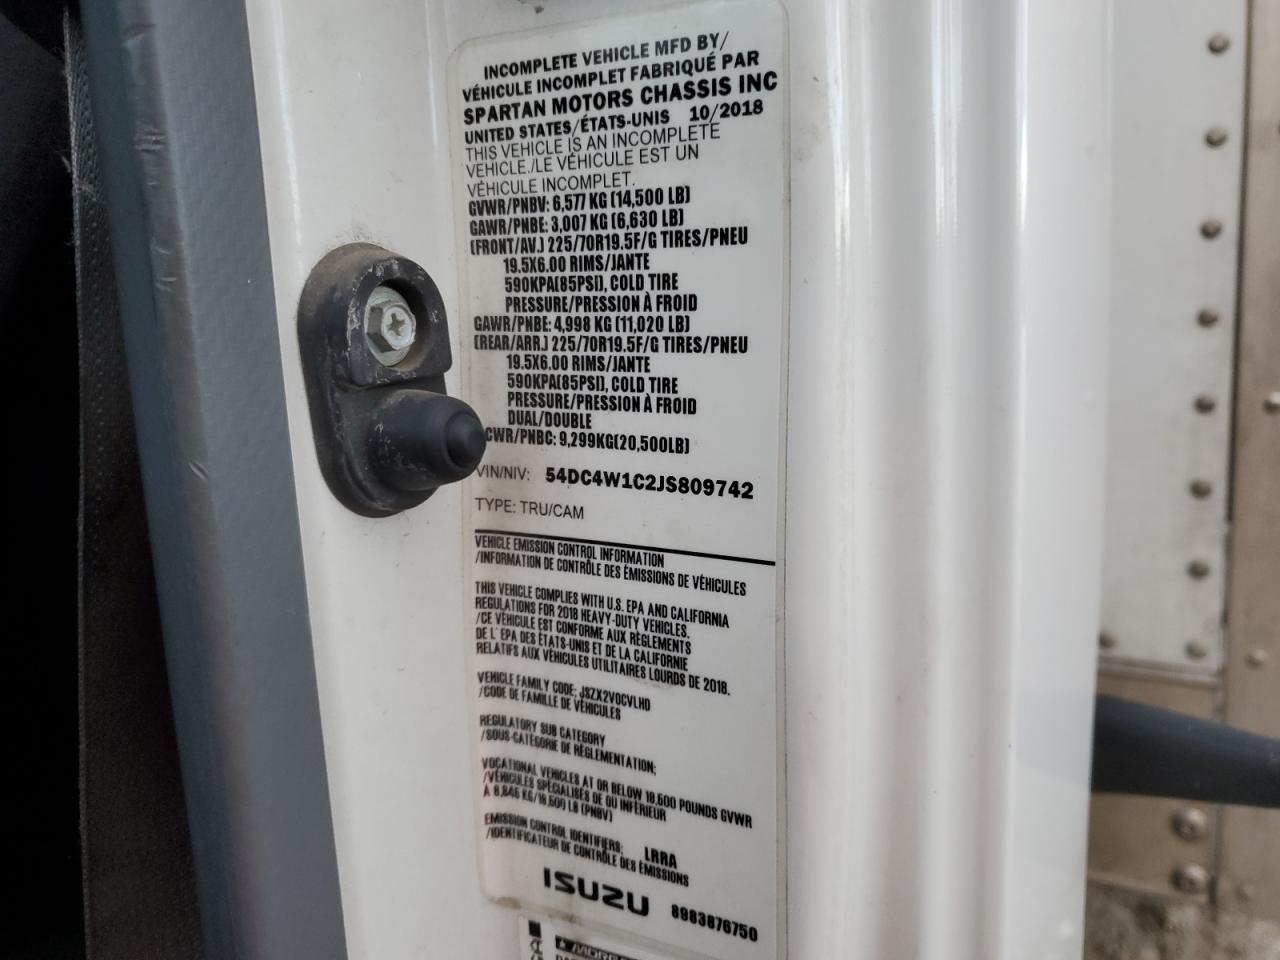 INCOMPLETE VEHICLE MFD BY/
VÉHICULE INCOMPLET FABRIQUÉ PAR
SPARTAN MOTORS CHASSIS INC
UNITED STATES/ÉTATS-UNIS 10/2018
THIS VEHICLE IS AN INCOMPLETE
VEHICLE./LE VÉHICULE EST UN
VÉHICULE INCOMPLET.
GVWR/PNBV: 6,577 KG (14,500 LB)
GAWR/PNBE: 3,007 KG (6,630 LB)
(FRONT/AV.) 225/70R19.5F/G TIRES/PNEU
19.5X6.00 RIMS/JANTE
590KPA(85PSI), COLD TIRE
PRESSURE/PRESSION À FROID
GAWR/PNBE: 4,998 KG (11,020 LB)
(REAR/ARR.) 225/70R19.5F/G TIRES/PNEU
19.5X6.00 RIMS/JANTE
590KPA(85PSI), COLD TIRE
PRESSURE/PRESSION À FROID
DUAL/DOUBLE
CWR/PNBC: 9,299KG(20,500LB)
VIN/NIV: 54DC4W1C2JS809742
TYPE: TRU/CAM
VEHICLE EMISSION CONTROL INFORMATION
/INFORMATION DE CONTRÔLE DES ÉMISSIONS DE VÉHICULES
THIS VEHICLE COMPLIES WITH U.S. EPA AND CALIFORNIA
REGULATIONS FOR 2018 HEAVY-DUTY VEHICLES.
/CE VÉHICULE EST CONFORME AUX RÈGLEMENTS
DE L'EPA DES ÉTATS-UNIS ET DE LA CALIFORNIE
RELATIFS AUX VÉHICULES UTILITAIRES LOURDS DE 2018.
VEHICLE FAMILY CODE: JSZX2VOCVLHD
/CODE DE FAMILLE DE VÉHICULES
REGULATORY SUB CATEGORY
/SOUS-CATÉGORIE DE RÉGLEMENTATION:
VOCATIONAL VEHICLES AT OR BELOW 19,500 POUNDS GVWR
/VÉHICULES SPÉCIALISÉS DE OU INFÉRIEUR
À 8,845 KG/19,500 LB (PNBV)
EMISSION CONTROL IDENTIFIERS: LRRA
/IDENTIFICATEUR DE CONTRÔLE DES ÉMISSIONS
ISUZU 8983876750